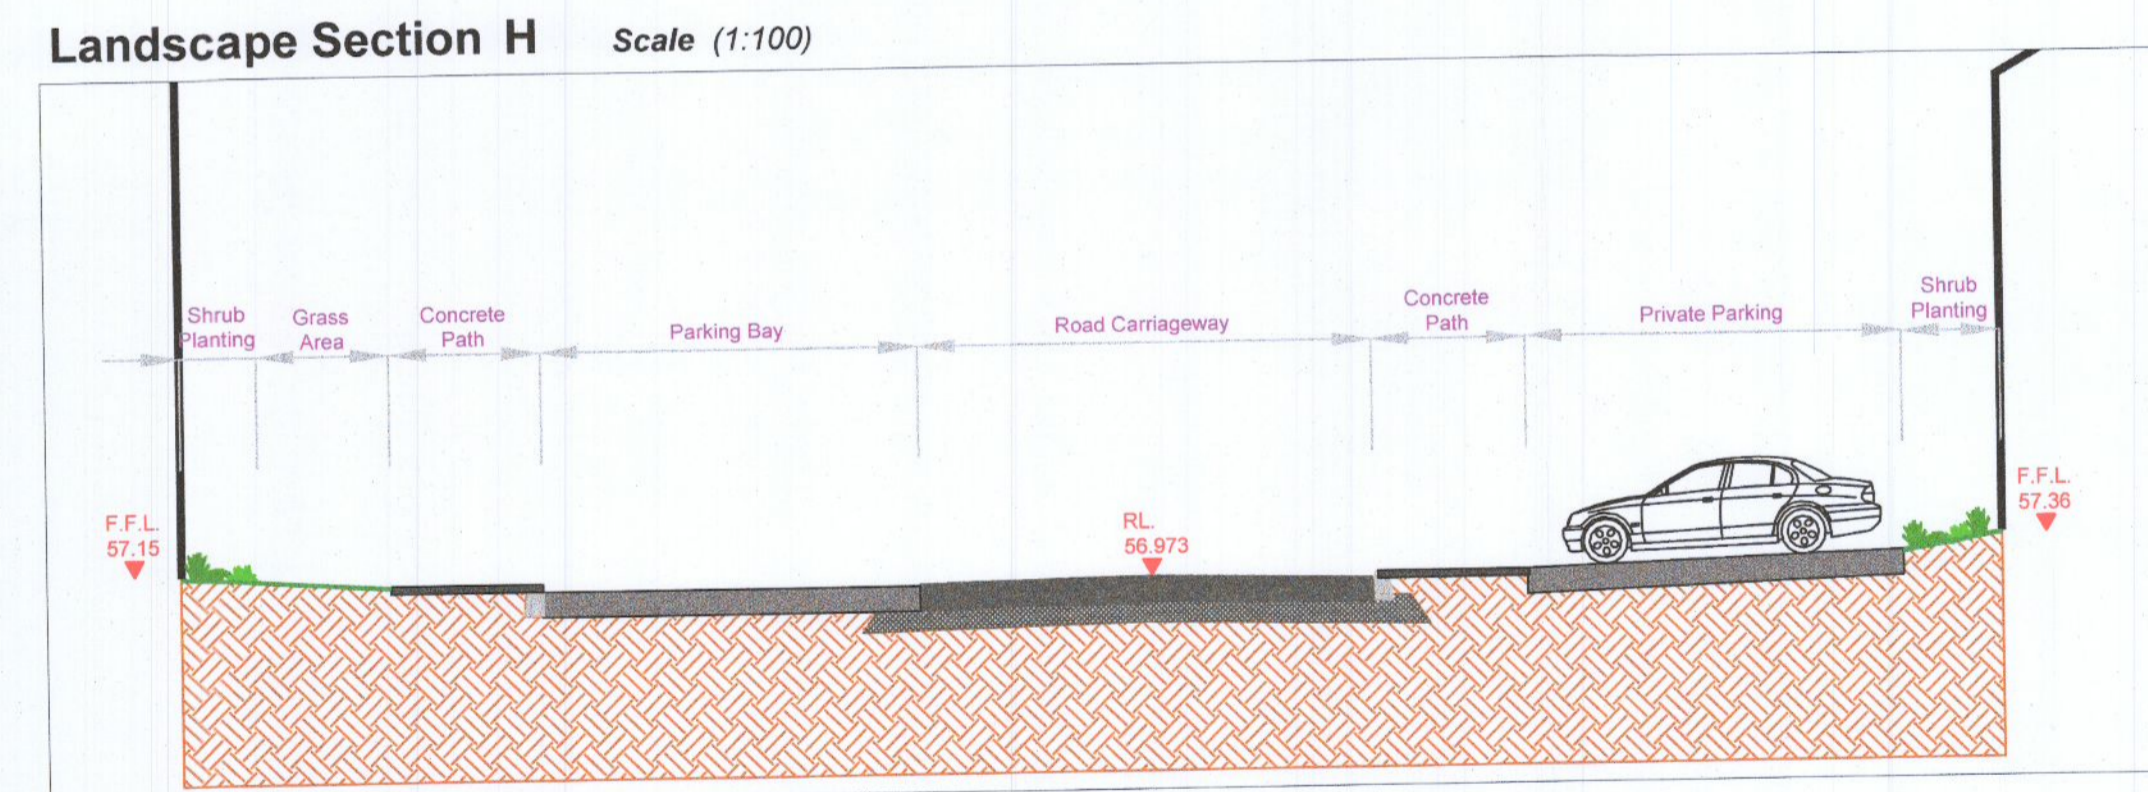 Landscape Section H Scale (1:100)
Shrub
Planting
Grass
Area
Concrete
Path
Parking Bay
Road Carriageway
Concrete
Path
Private Parking
Shrub
Planting
F.F.L.
57.15
RL.
56.973
F.F.L.
57.36